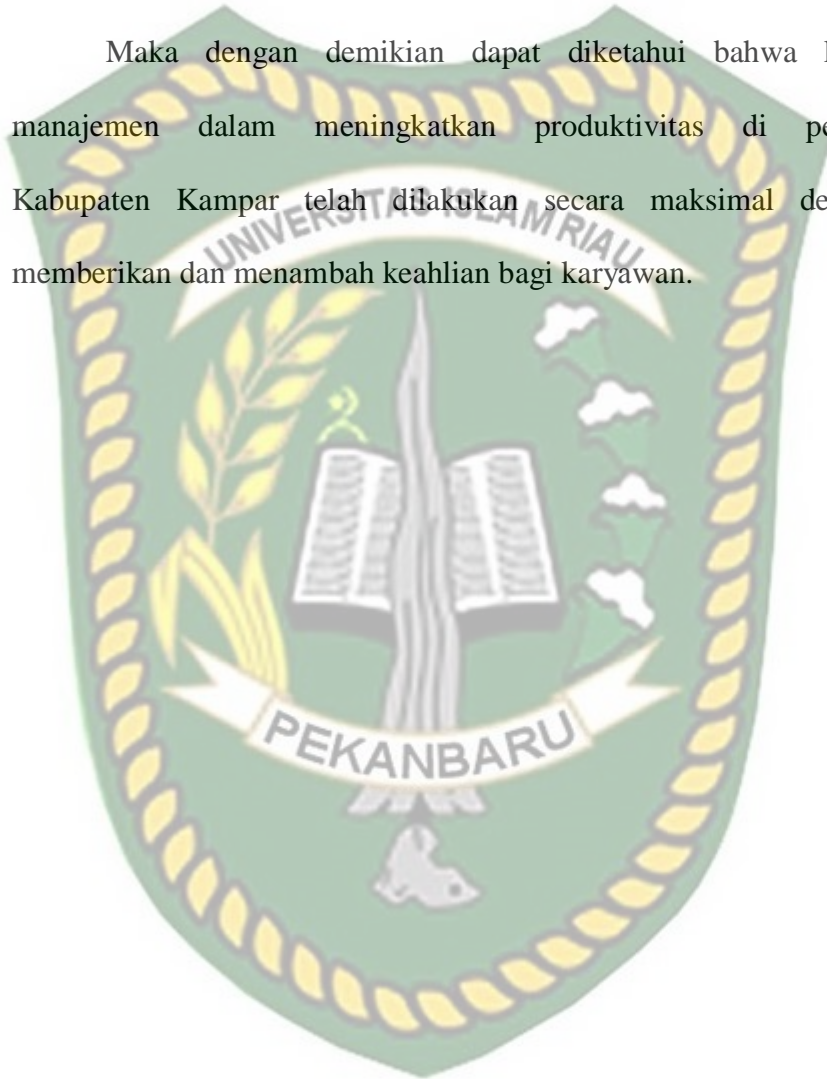 Maka dengan demikian dapat diketahui bahwa
manajemen dalam meningkatkan produktivitas di
Kabupaten Kampar telah dilakukan secara maksimal
memberikan dan menambah keahlian bagi karyawan.
UNIVERSITAS ISLAM RIAU
PEKANBARU